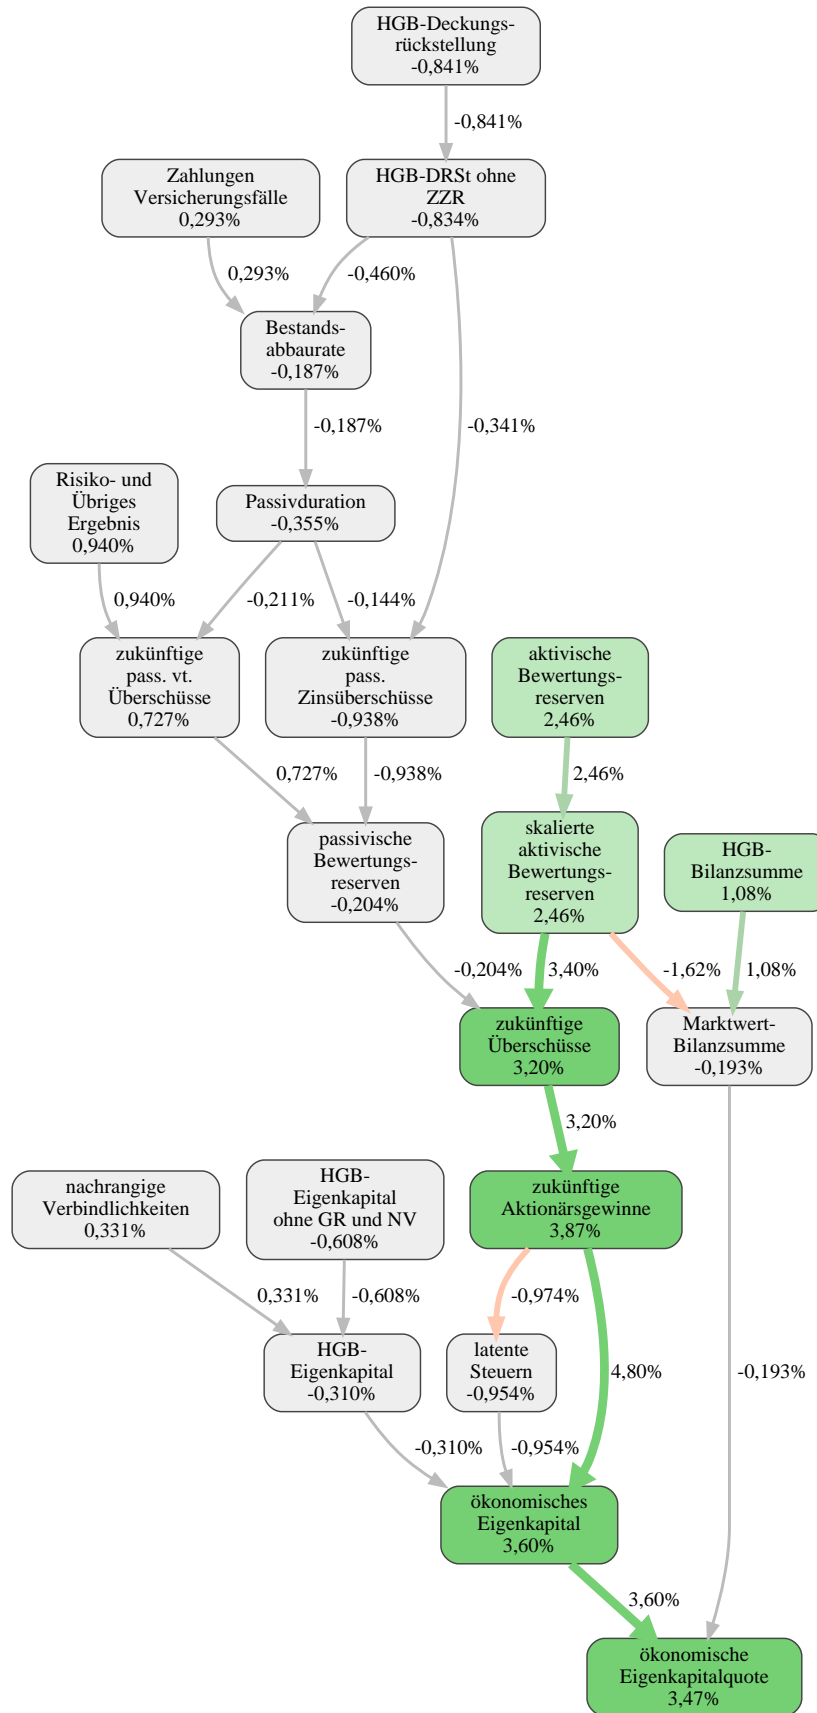 HGB-Deckungs-
rückstellung
-0,841%
-0,841%
Zahlungen
Versicherungsfälle
0,293%
HGB-DRSt ohne
ZZR
-0,834%
0,293%
-0,460%
Bestands-
abbaurate
-0,187%
-0,187%
-0,341%
Risiko- und
Übriges
Ergebnis
0,940%
Passivduration
-0,355%
0,940%
-0,211%
-0,144%
zukünftige
pass. vt.
Überschüsse
0,727%
zukünftige
pass.
Zinsüberschüsse
-0,938%
aktivische
Bewertungs-
reserven
2,46%
0,727%
-0,938%
2,46%
passivische
Bewertungs-
reserven
-0,204%
skalierte
aktivische
Bewertungs-
reserven
2,46%
HGB-
Bilanzsumme
1,08%
-0,204%
3,40%
-1,62%
1,08%
zukünftige
Überschüsse
3,20%
Marktwert-
Bilanzsumme
-0,193%
3,20%
nachrangige
Verbindlichkeiten
0,331%
HGB-
Eigenkapital
ohne GR und NV
-0,608%
zukünftige
Aktionärsgewinne
3,87%
0,331%
-0,608%
-0,974%
HGB-
Eigenkapital
-0,310%
latente
Steuern
-0,954%
4,80%
-0,193%
-0,310%
-0,954%
ökonomisches
Eigenkapital
3,60%
3,60%
ökonomische
Eigenkapitalquote
3,47%